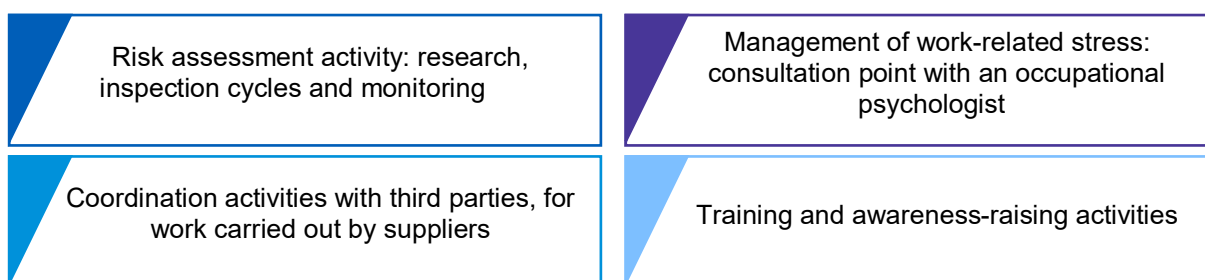 Risk assessment activity: research,
inspection cycles and monitoring
Management of work-related stress:
consultation point with an occupational
psychologist
Coordination activities with third parties, for
work carried out by suppliers
Training and awareness-raising activities